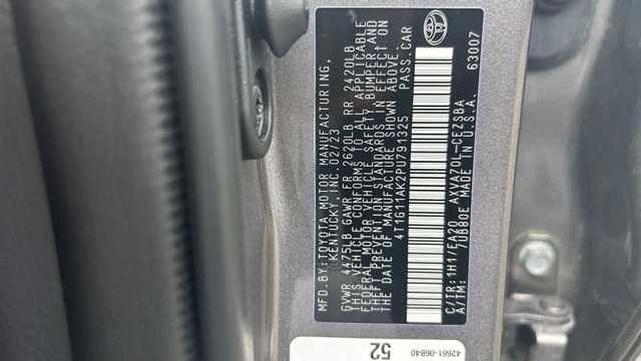 MFD.BY:TOYOTA MOTOR MANUFACTURING,
KENTUCKY,INC. 02/23
GVWR 4475LB GAWR FR 2620LB RR 2420LB
THIS VEHICLE CONFORMS TO ALL APPLICABLE
FEDERAL MOTOR VEHICLE SAFETY,BUMPER,AND
THEFT PREVENTION STANDARDS IN EFFECT ON
THE DATE OF MANUFACTURE SHOWN ABOVE.
4T1G11AK2PU791325 PASS.CAR
C/TR:1H1/EA20 AXVA70L-CEZSBA
A/TM: /UB80E MADE IN U.S.A. 63007
42661-06B40
52